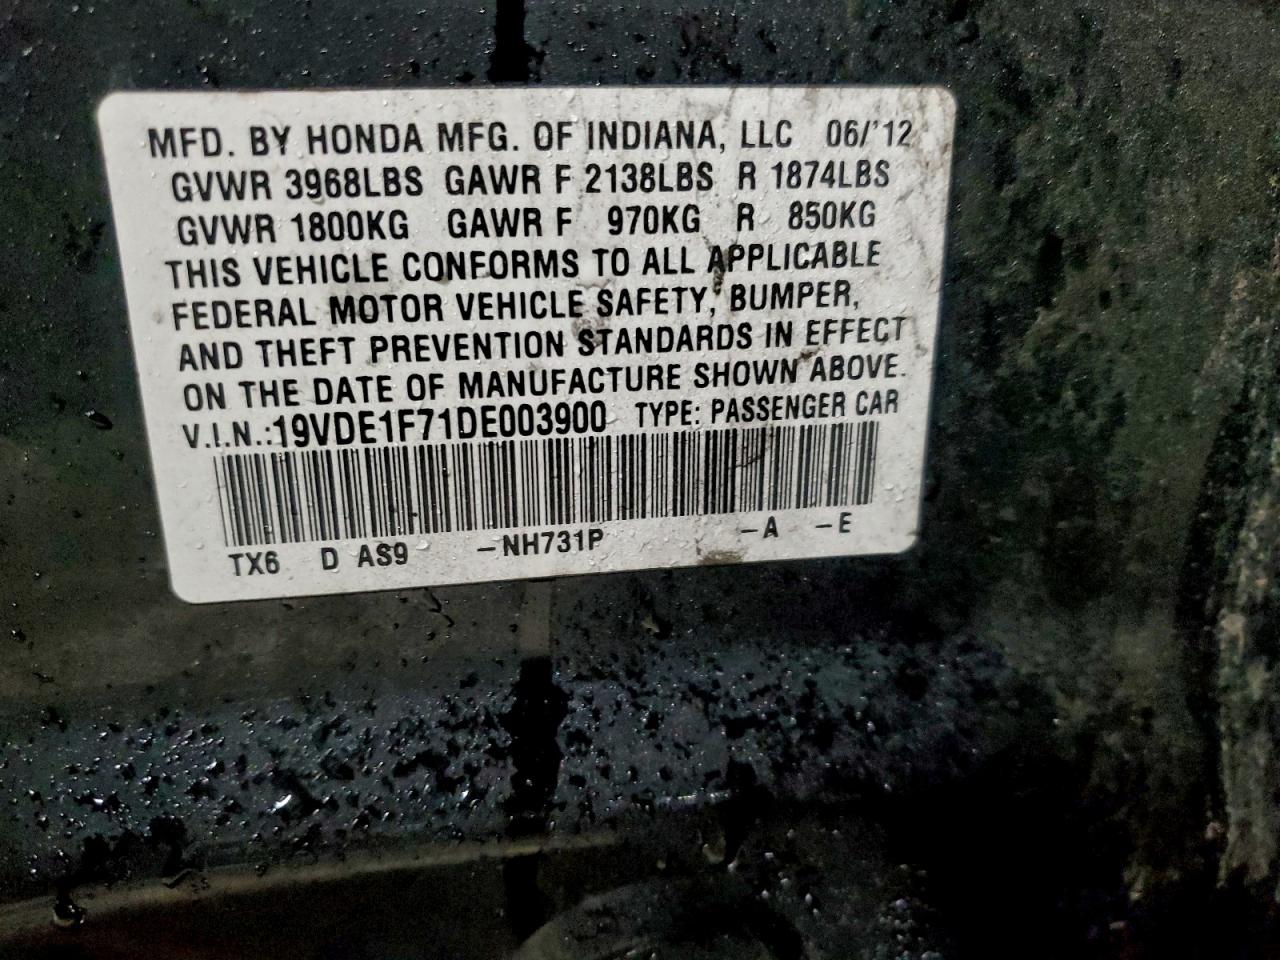 MFD. BY HONDA MFG. OF INDIANA, LLC 06/'12
GVWR 3968LBS GAWR F 2138LBS R 1874LBS
GVWR 1800KG GAWR F 970KG R 850KG
THIS VEHICLE CONFORMS TO ALL APPLICABLE
FEDERAL MOTOR VEHICLE SAFETY, BUMPER,
AND THEFT PREVENTION STANDARDS IN EFFECT
ON THE DATE OF MANUFACTURE SHOWN ABOVE.
V.I.N.:19VDE1F71DE003900 TYPE: PASSENGER CAR
TX6 D AS9 -NH731P -A -E